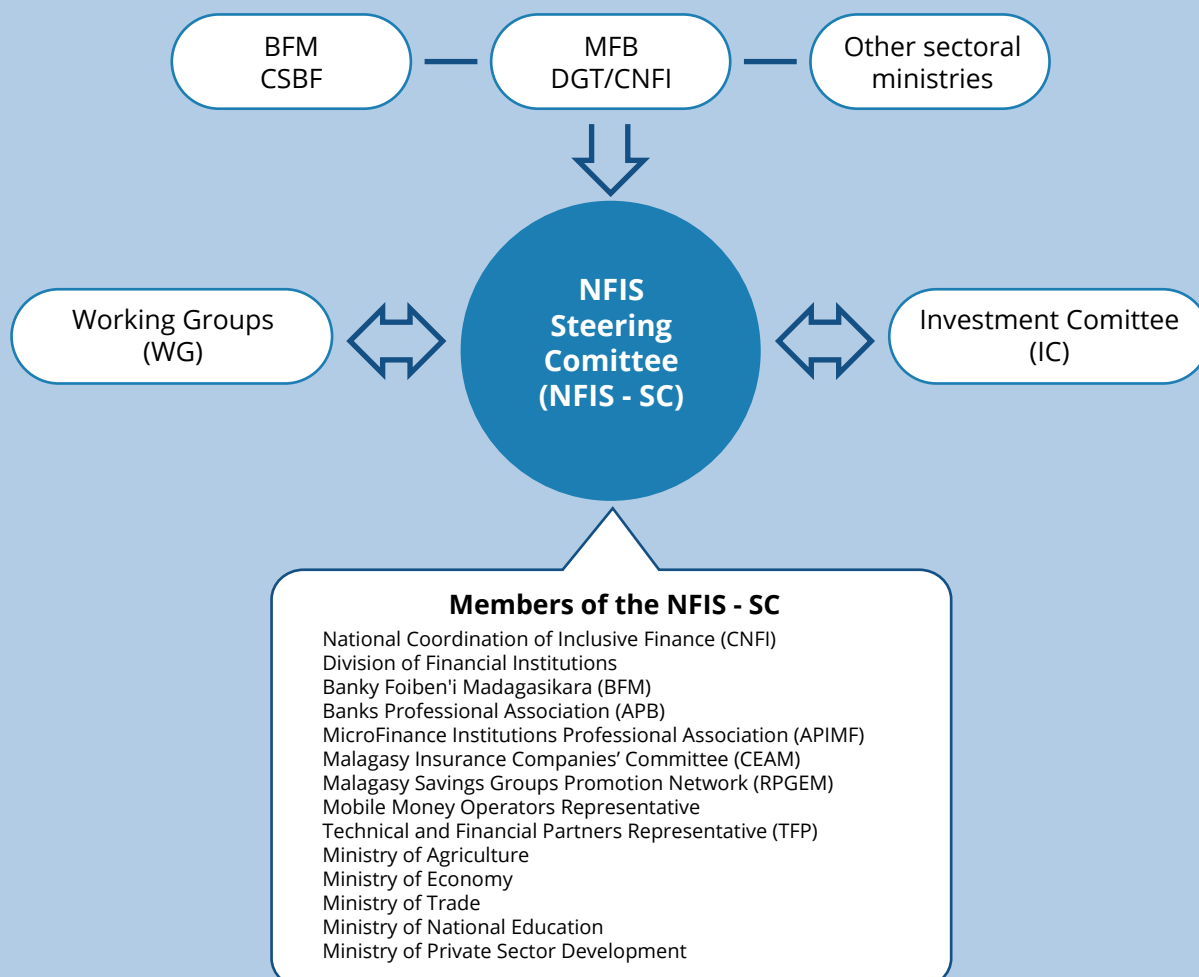 BFM
CSBF
MFB
DGT/CNFI
Other sectoral
ministries
Working Groups
(WG)
NFIS
Steering
Comittee
(NFIS - SC)
Investment Comittee
(IC)
Members of the NFIS - SC
National Coordination of Inclusive Finance (CNFI)
Division of Financial Institutions
Banky Foiben'i Madagasikara (BFM)
Banks Professional Association (APB)
MicroFinance Institutions Professional Association (APIMF)
Malagasy Insurance Companies’ Committee (CEAM)
Malagasy Savings Groups Promotion Network (RPGEM)
Mobile Money Operators Representative
Technical and Financial Partners Representative (TFP)
Ministry of Agriculture
Ministry of Economy
Ministry of Trade
Ministry of National Education
Ministry of Private Sector Development